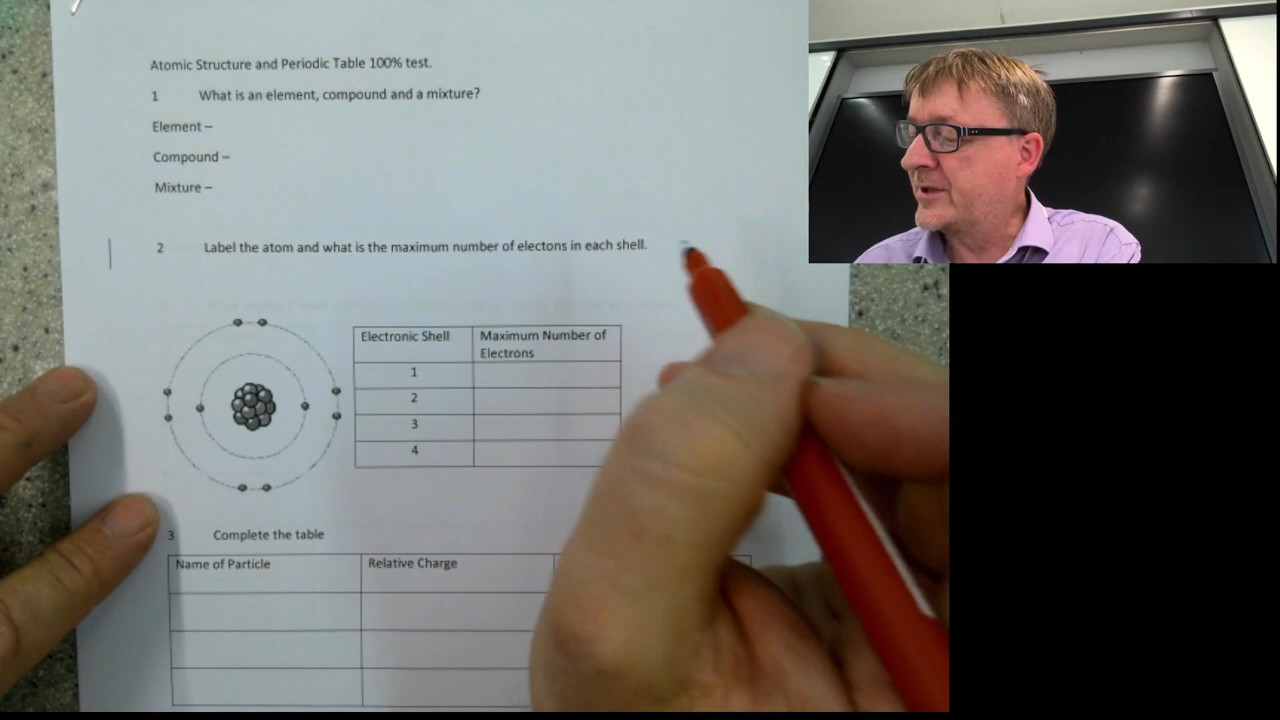 Atomic Structure and Periodic Table 100% test.
1 What is an element, compound and a mixture?
Element –
Compound –
Mixture –
2 Label the atom and what is the maximum number of electons in each shell.
Electronic Shell Maximum Number of
Electrons
1
2
3
4
3 Complete the table
Name of Particle Relative Charge